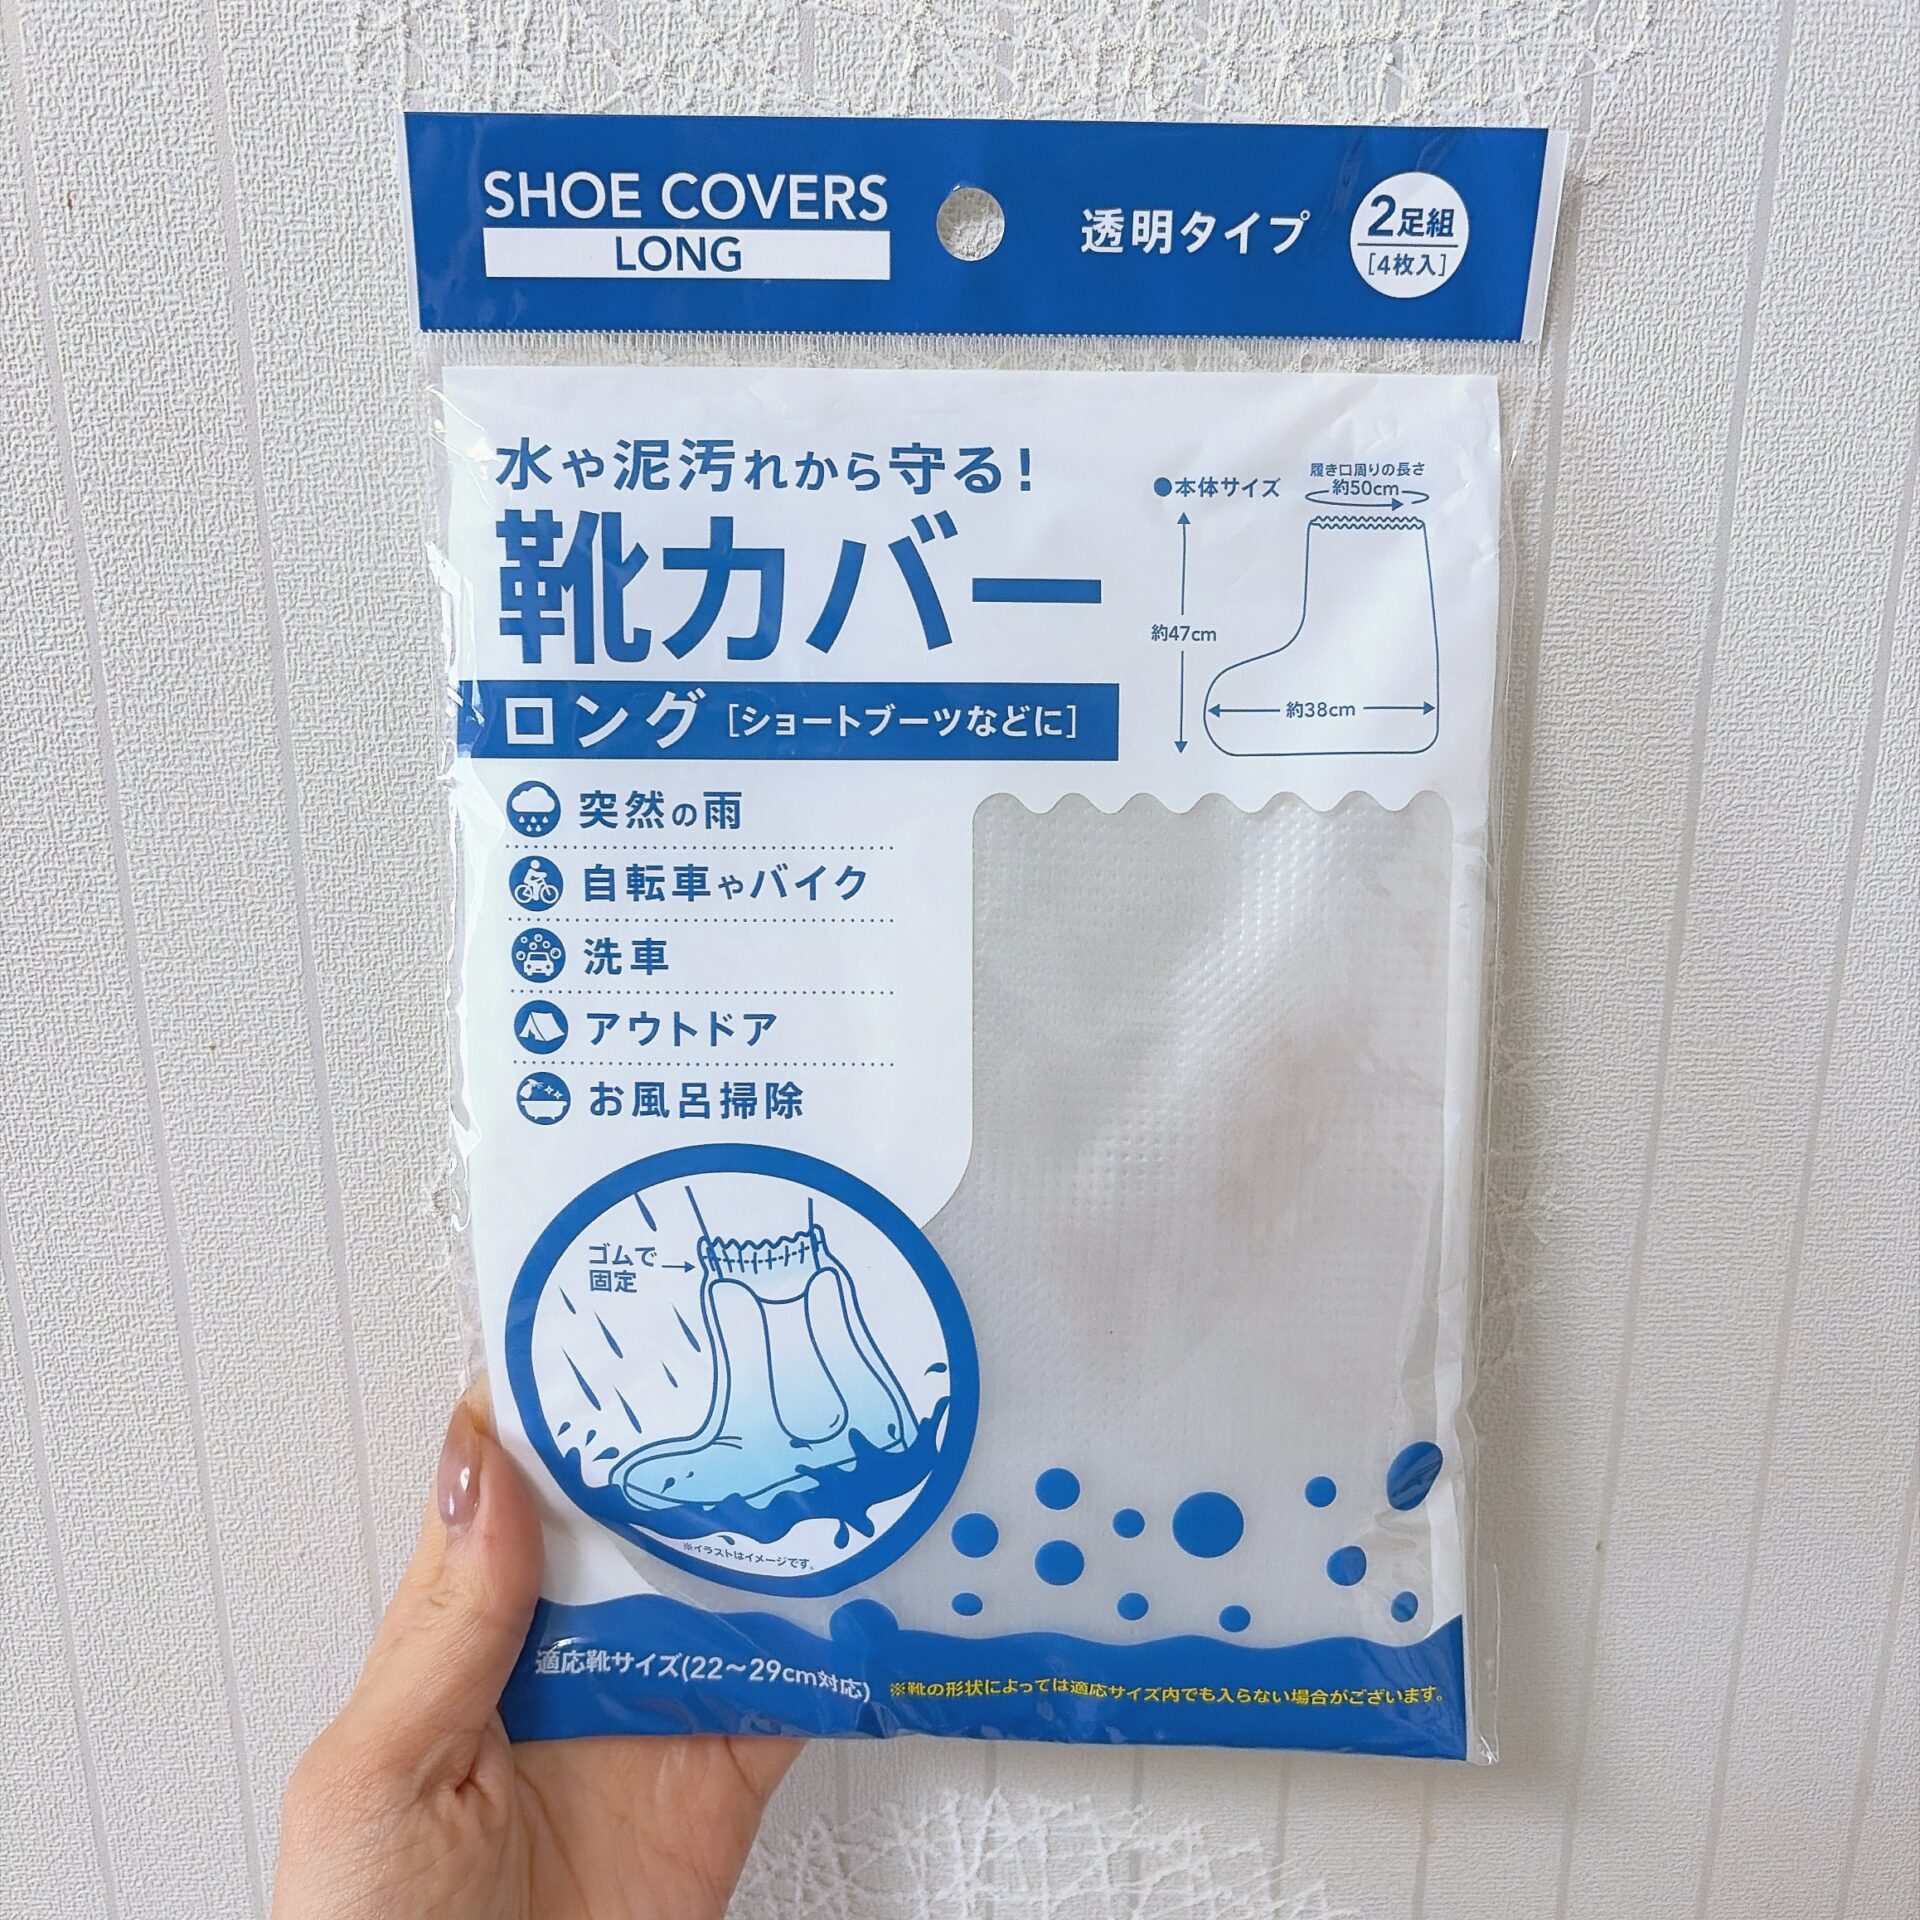 SHOE COVERS
LONG
透明タイプ
2足組
[4枚入]
水や泥汚れから守る!
靴カバー
ロング [ショートブーツなどに]
●本体サイズ
履き口周りの長さ
約50cm
約47cm
約38cm
突然の雨
自転車やバイク
洗車
アウトドア
お風呂掃除
ゴムで
固定
※イラストはイメージです。
適応靴サイズ(22〜29cm対応)
※靴の形状によっては適応サイズ内でも入らない場合がございます。